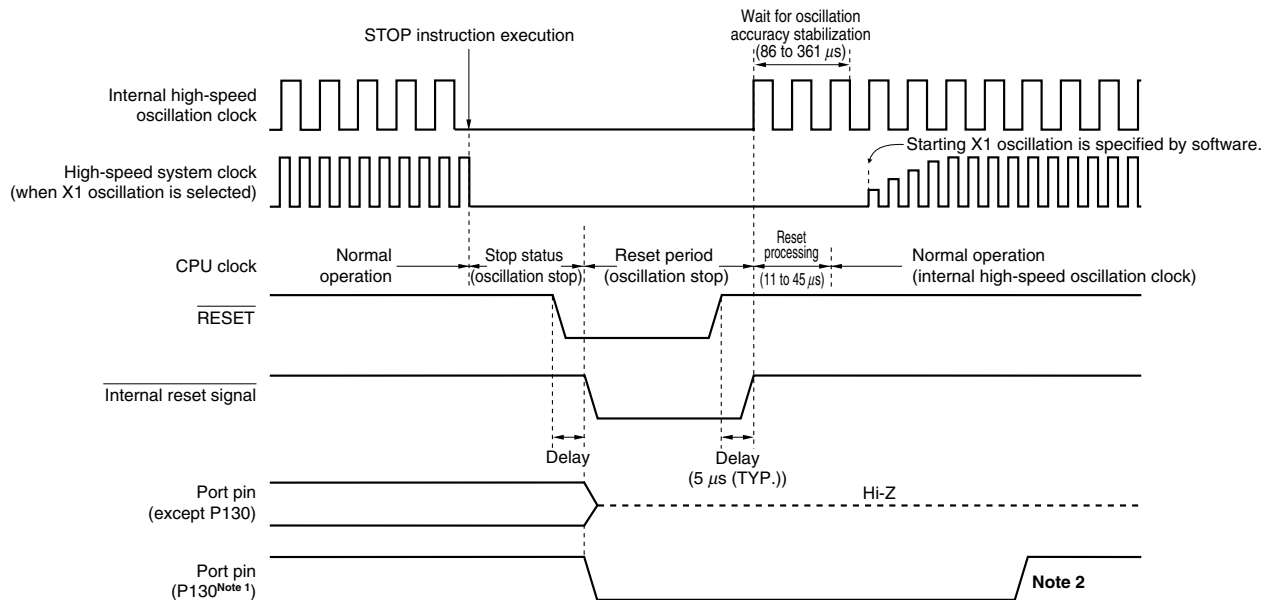 Wait for oscillation
accuracy stabilization
(86 to 361 μs)
STOP instruction execution
Internal high-speed
oscillation clock
Starting X1 oscillation is specified by software.
High-speed system clock
(when X1 oscillation is selected)
CPU clock
Normal
operation
Stop status
(oscillation stop)
Reset period
(oscillation stop)
Reset
processing
(11 to 45 μs)
Normal operation
(internal high-speed oscillation clock)
RESET
Internal reset signal
Delay
Delay
(5 μs (TYP.))
Port pin
(except P130)
Hi-Z
Port pin
(P130Note 1)
Note 2